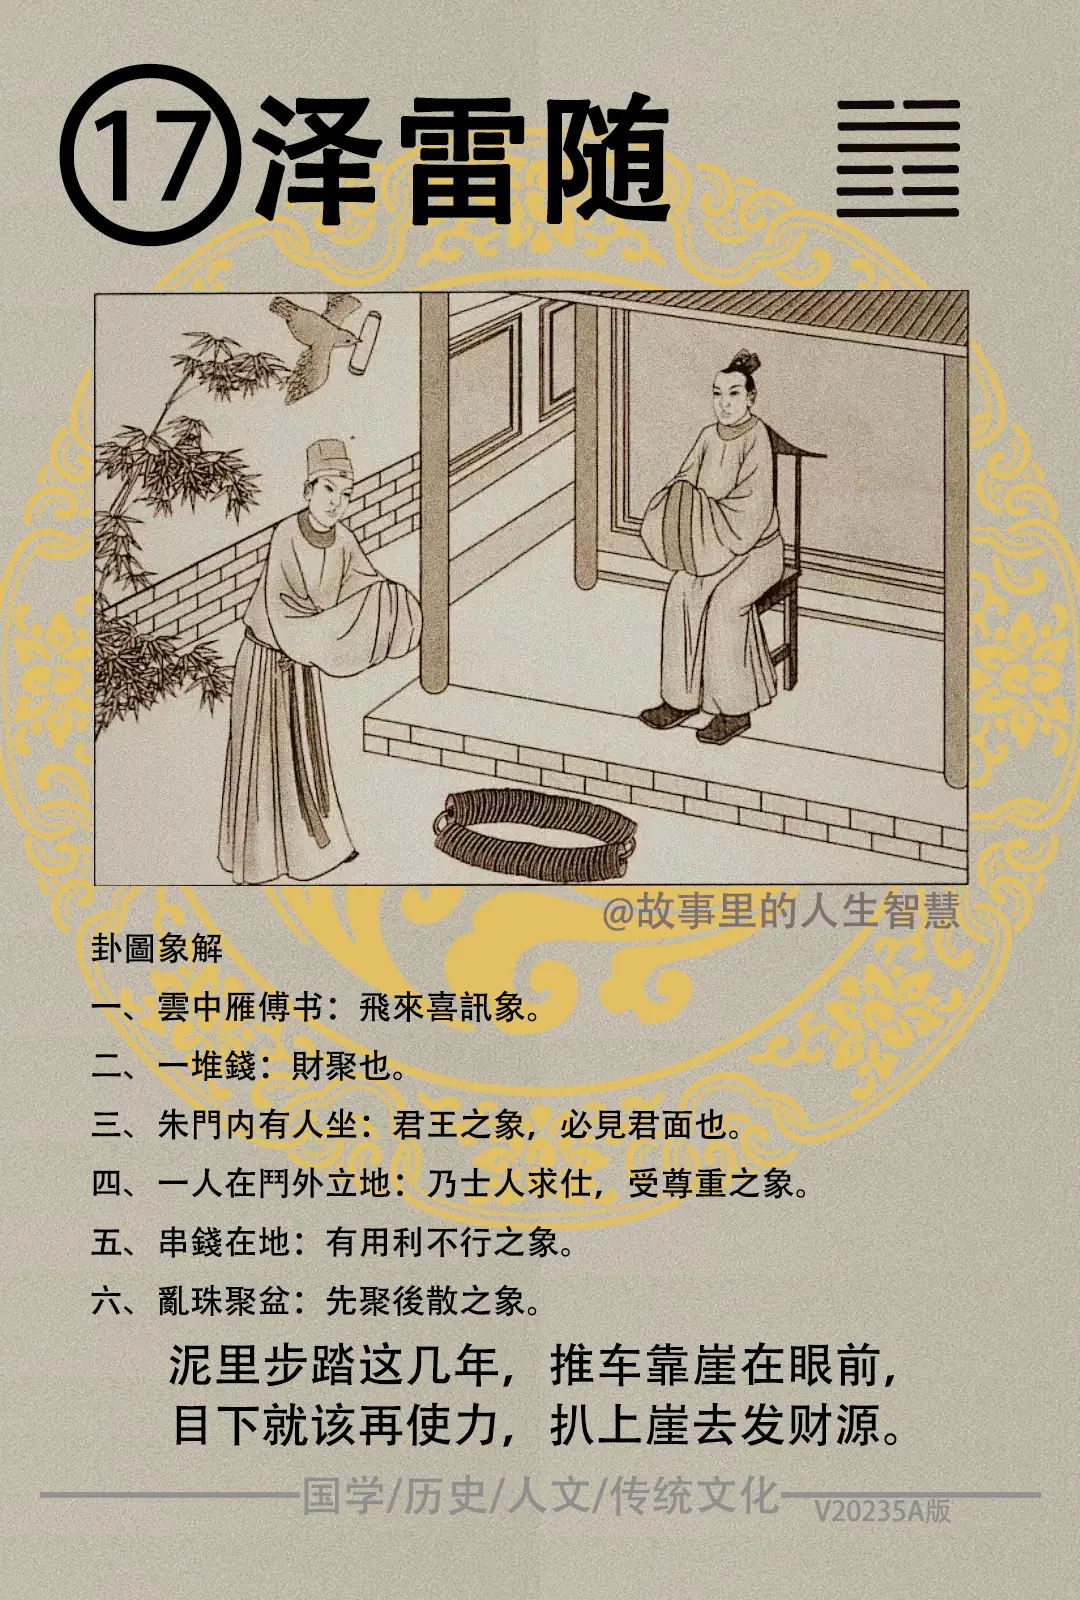 17 泽雷随
@故事里的人生智慧
卦圖象解
一、雲中雁傅书：飛來喜訊象。
二、一堆錢：財聚也。
三、朱門内有人坐：君王之象，必見君面也。
四、一人在鬥外立地：乃士人求仕，受尊重之象。
五、串錢在地：有用利不行之象。
六、亂珠聚盆：先聚後散之象。
泥里步踏这几年，推车靠崖在眼前，
目下就该再使力，扒上崖去发财源。
国学/历史/人文/传统文化
V20235A版